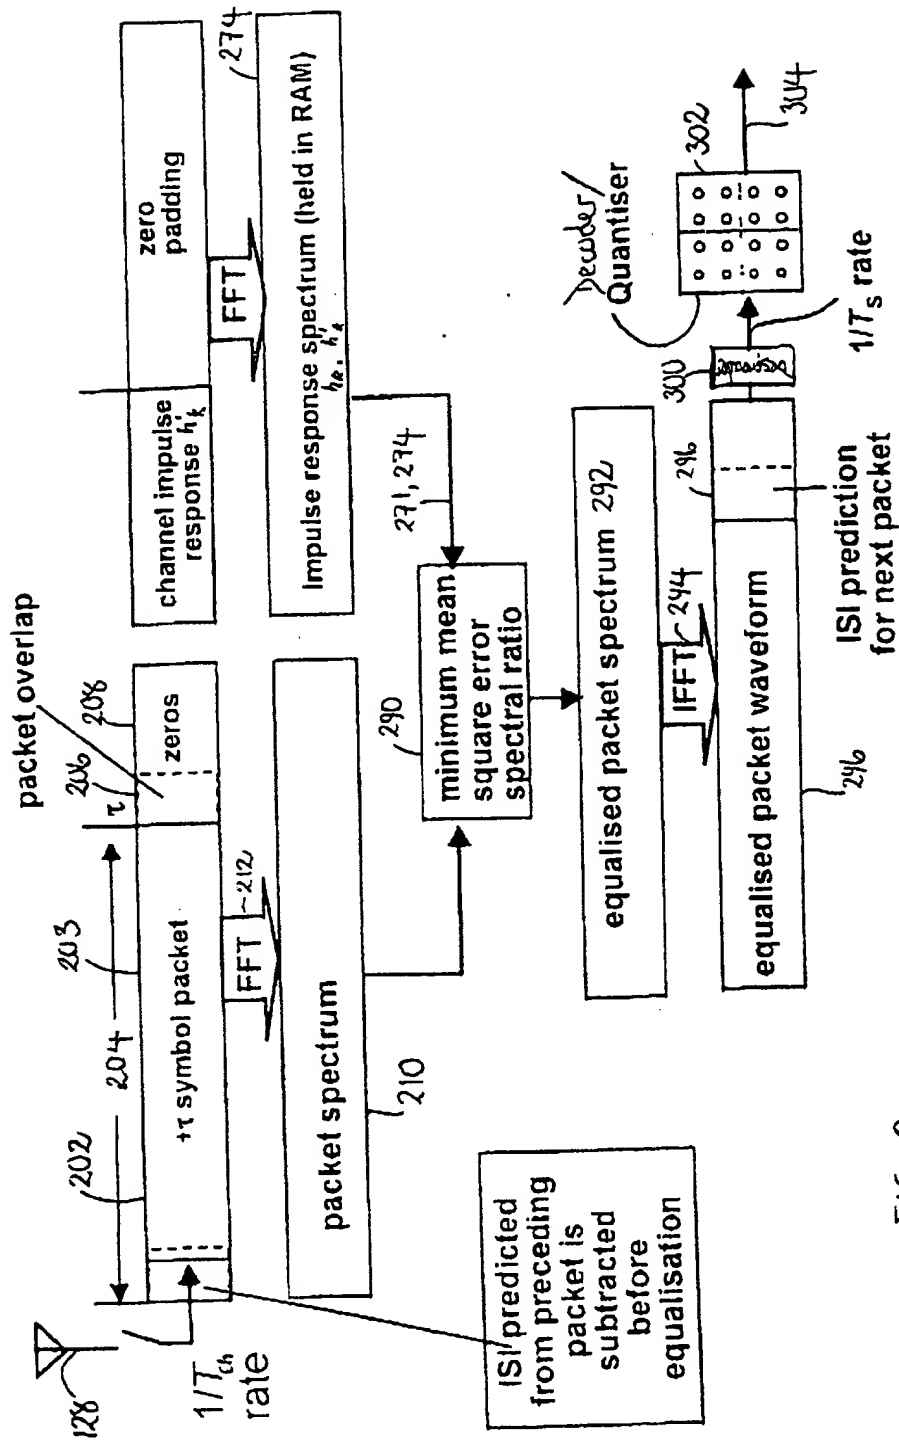 128
1/Tch
rate
202
204
203
+τ symbol packet
τ
206
208
packet overlap
zeros
channel impulse
response h'k
zero
padding
FFT
~212
FFT
274
packet spectrum
210
Impulse response spectrum (held in RAM)
271, 274
290
minimum mean
square error
spectral ratio
ISI predicted
from preceding
packet is
subtracted
before
equalisation
equalised packet spectrum 292
IFFT
294
equalised packet waveform
296
296
300
ISI prediction
for next packet
1/Ts rate
Decoder/
Quantiser
302
304